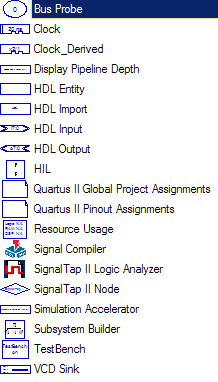 Bus Probe
Clock
Clock_Derived
Display Pipeline Depth
HDL Entity
HDL Import
HDL Input
HDL Output
HIL
Quartus II Global Project Assignments
Quartus II Pinout Assignments
Resource Usage
Signal Compiler
SignalTap II Logic Analyzer
SignalTap II Node
Simulation Accelerator
Subsystem Builder
TestBench
TestBench
on
VCD Sink